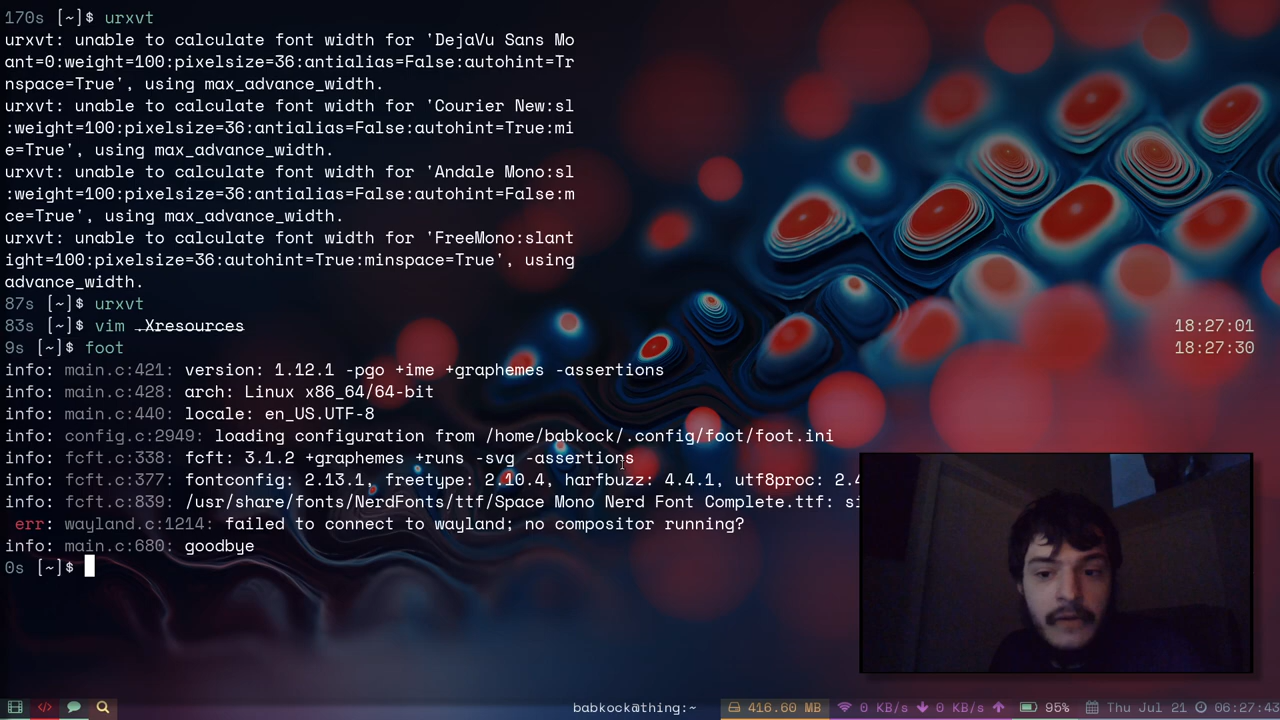 170s [~]$ urxvt
urxvt: unable to calculate font width for 'DejaVu Sans Mo
ant=0:weight=100:pixelsize=36:antialias=False:autohint=Tr
nspace=True', using max_advance_width.
urxvt: unable to calculate font width for 'Courier New:sl
:weight=100:pixelsize=36:antialias=False:autohint=True:mi
e=True', using max_advance_width.
urxvt: unable to calculate font width for 'Andale Mono:sl
:weight=100:pixelsize=36:antialias=False:autohint=False:m
ce=True', using max_advance_width.
urxvt: unable to calculate font width for 'FreeMono:slant
ight=100:pixelsize=36:autohint=True:minspace=True', using
advance_width.
87s [~]$ urxvt
83s [~]$ vim .Xresources
18:27:01
9s [~]$ foot
18:27:30
info: main.c:421: version: 1.12.1 -pgo +ime +graphemes -assertions
info: main.c:428: arch: Linux x86_64/64-bit
info: main.c:440: locale: en_US.UTF-8
info: config.c:2949: loading configuration from /home/babkock/.config/foot/foot.ini
info: fcft.c:338: fcft: 3.1.2 +graphemes +runs -svg -assertions
info: fcft.c:377: fontconfig: 2.13.1, freetype: 2.10.4, harfbuzz: 4.4.1, utf8proc: 2.4
info: fcft.c:839: /usr/share/fonts/NerdFonts/ttf/Space Mono Nerd Font Complete.ttf: si
err: wayland.c:1214: failed to connect to wayland; no compositor running?
info: main.c:680: goodbye
0s [~]$
babkock@thing:~ 416.60 MB 0 KB/s 0 KB/s 95% Thu Jul 21 06:27:43